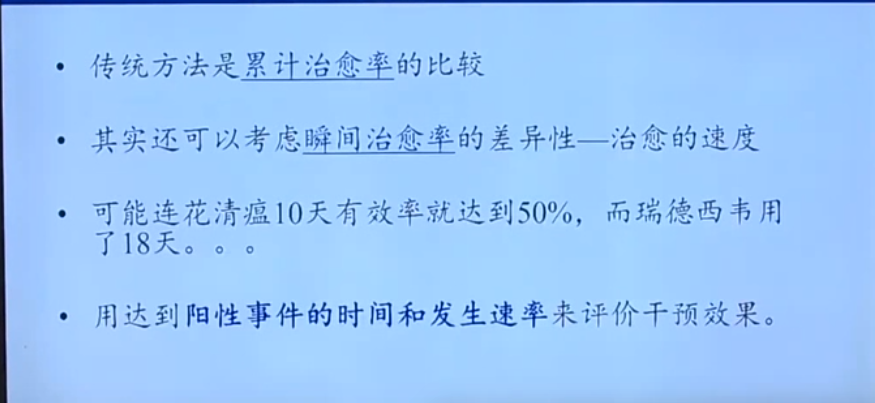 • 传统方法是累计治愈率的比较
• 其实还可以考虑瞬间治愈率的差异性—治愈的速度
• 可能连花清瘟10天有效率就达到50%，而瑞德西韦用
了18天。。。
• 用达到阳性事件的时间和发生速率来评价干预效果。